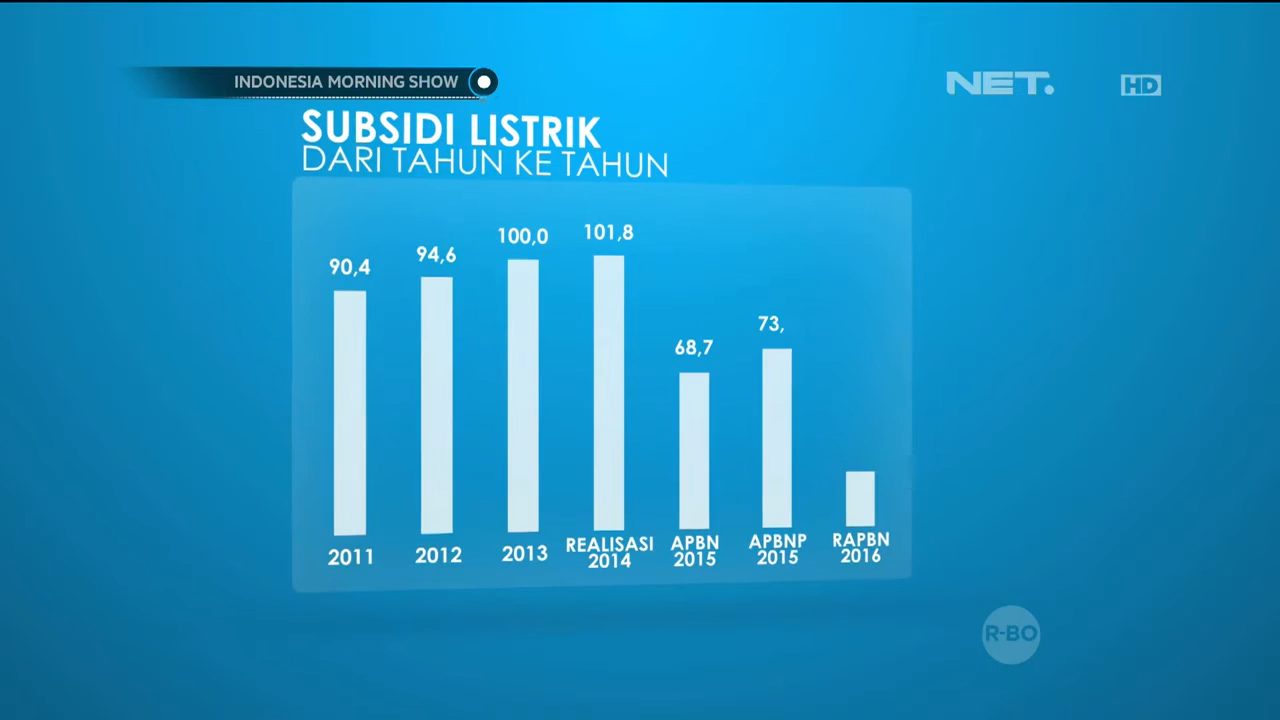 INDONESIA MORNING SHOW
NET.
HD
SUBSIDI LISTRIK
DARI TAHUN KE TAHUN
90,4
94,6
100,0
101,8
68,7
73,
2011
2012
2013
REALISASI
2014
APBN
2015
APBNP
2015
RAPBN
2016
R-BO